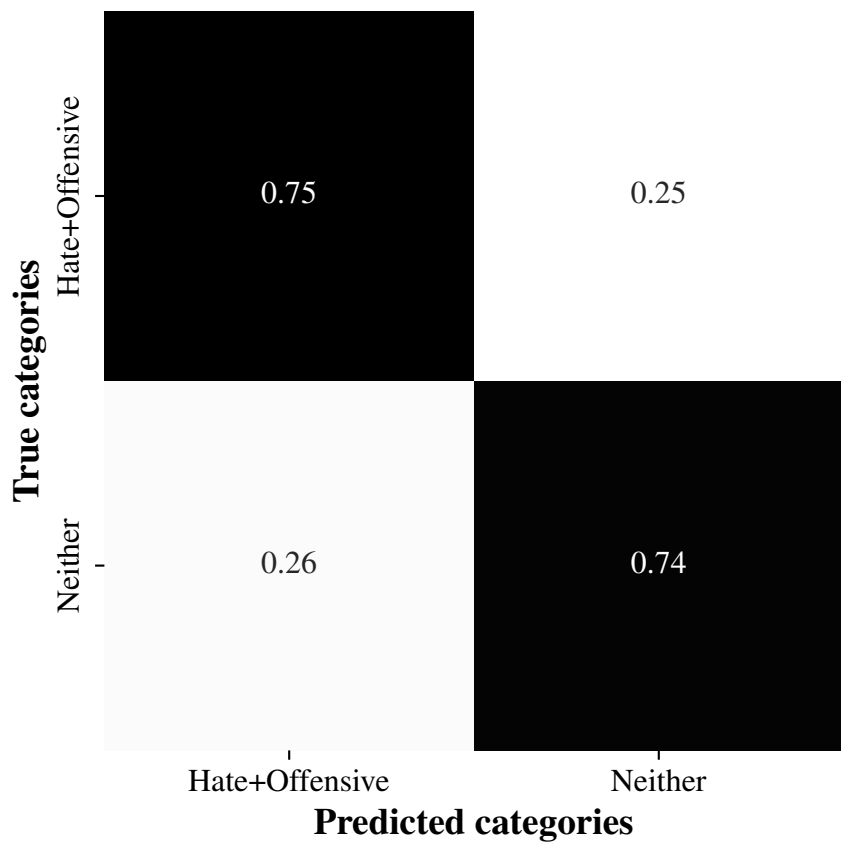 True categories
Hate+Offensive
0.75
0.25
Neither
0.26
0.74
Hate+Offensive
Neither
Predicted categories